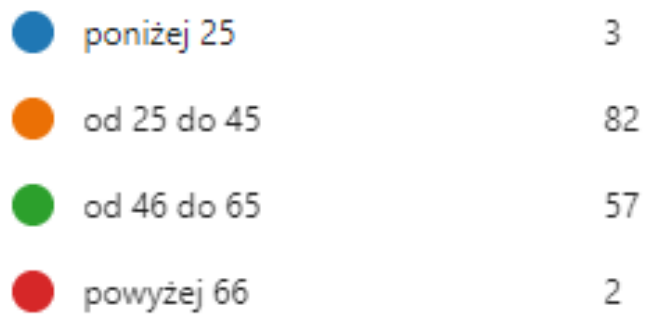 poniżej 25 3
od 25 do 45 82
od 46 do 65 57
powyżej 66 2